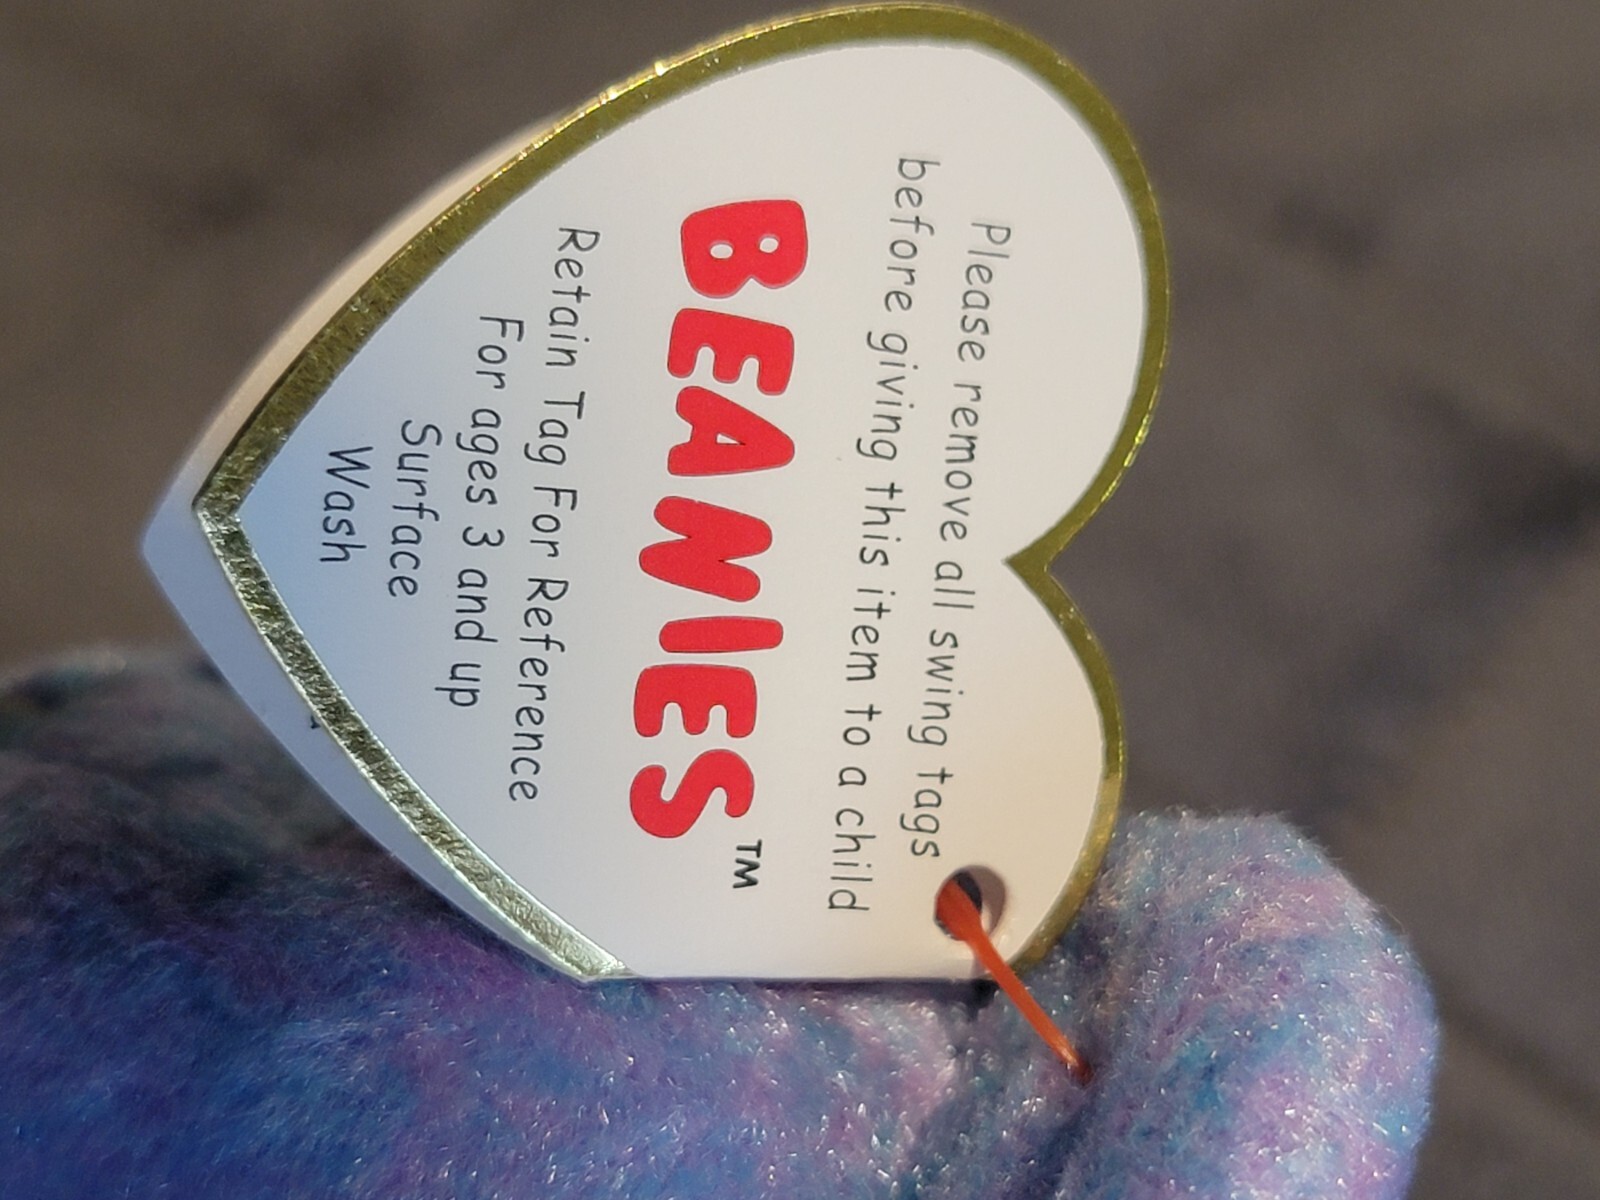 Please remove all swing tags
before giving this item to a child
BEANIES™
Retain Tag For Reference
For ages 3 and up
Surface
Wash